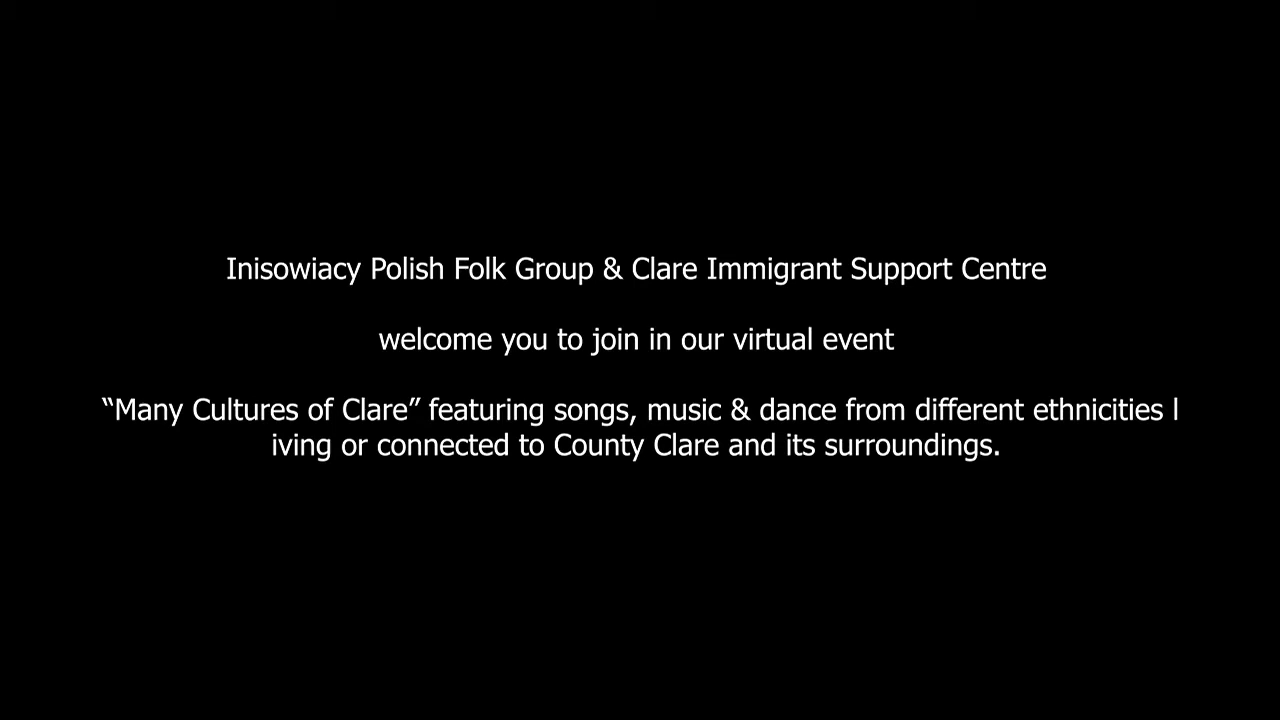 Inisowiacy Polish Folk Group & Clare Immigrant Support Centre
welcome you to join in our virtual event
“Many Cultures of Clare” featuring songs, music & dance from different ethnicities l
iving or connected to County Clare and its surroundings.